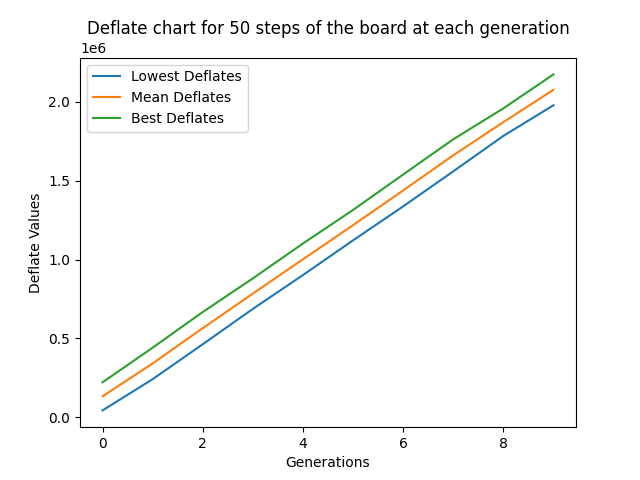 Deflate chart for 50 steps of the board at each generation
1e6
Lowest Deflates
Mean Deflates
Best Deflates
2.0
1.5
1.0
0.5
0.0
Deflate Values
0 2 4 6 8
Generations